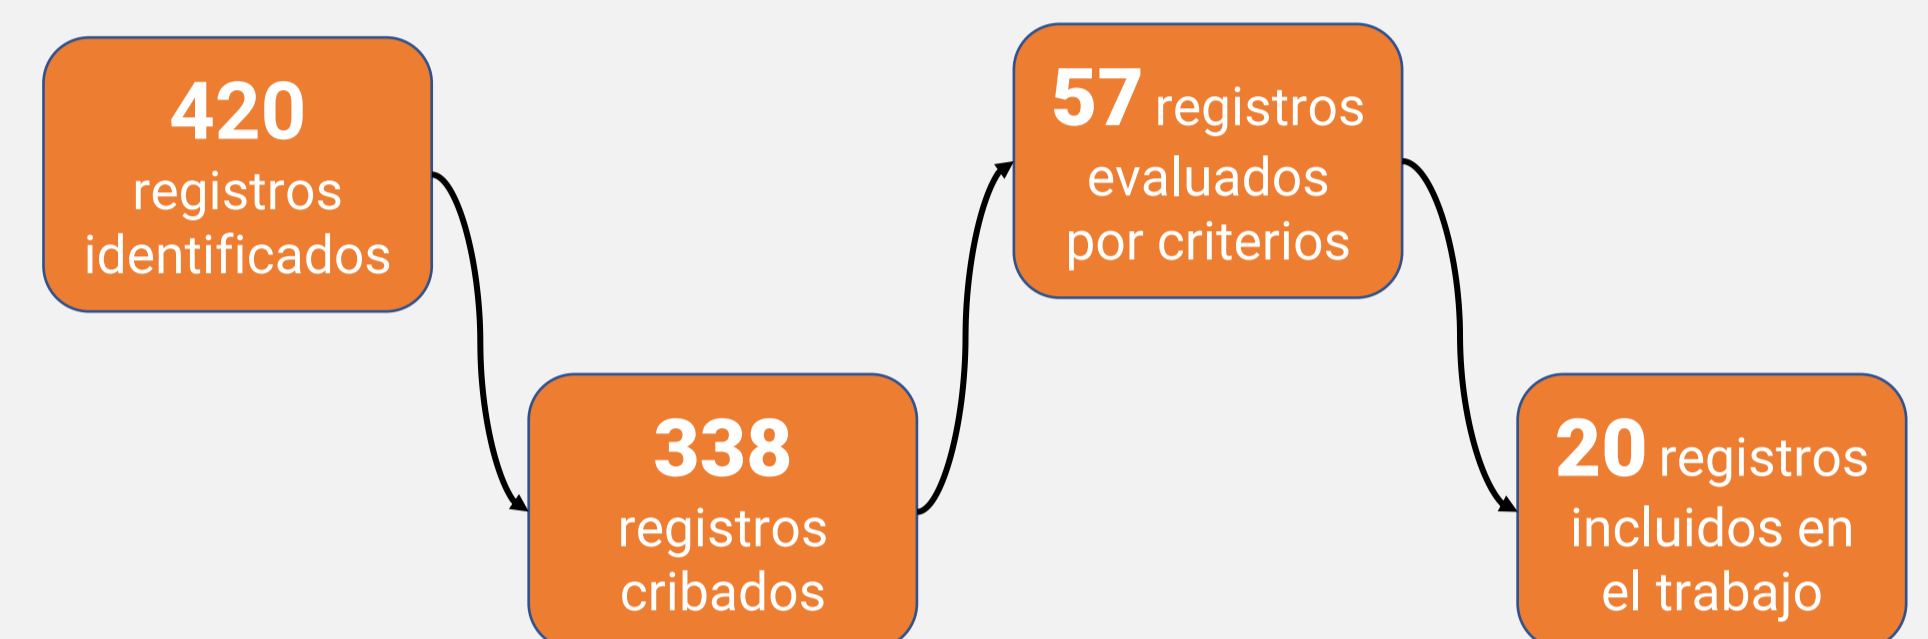 420
registros
identificados
338
registros
cribados
57 registros
evaluados
por criterios
20 registros
incluidos en
el trabajo